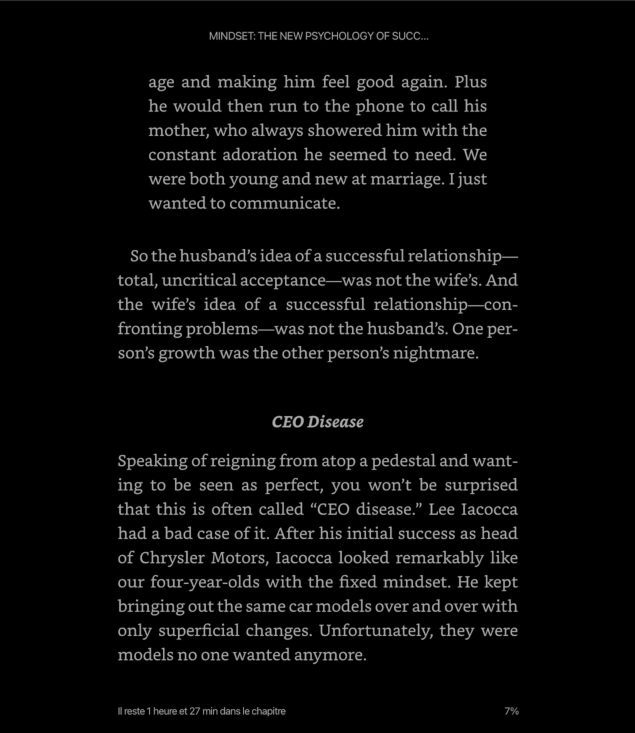 MINDSET: THE NEW PSYCHOLOGY OF SUCC...
age and making him feel good again. Plus
he would then run to the phone to call his
mother, who always showered him with the
constant adoration he seemed to need. We
were both young and new at marriage. I just
wanted to communicate.
So the husband’s idea of a successful relationship—
total, uncritical acceptance—was not the wife’s. And
the wife’s idea of a successful relationship—con-
fronting problems—was not the husband’s. One per-
son’s growth was the other person’s nightmare.
CEO Disease
Speaking of reigning from atop a pedestal and want-
ing to be seen as perfect, you won’t be surprised
that this is often called “CEO disease.” Lee Iacocca
had a bad case of it. After his initial success as head
of Chrysler Motors, Iacocca looked remarkably like
our four-year-olds with the fixed mindset. He kept
bringing out the same car models over and over with
only superficial changes. Unfortunately, they were
models no one wanted anymore.
Il reste 1 heure et 27 min dans le chapitre
7%